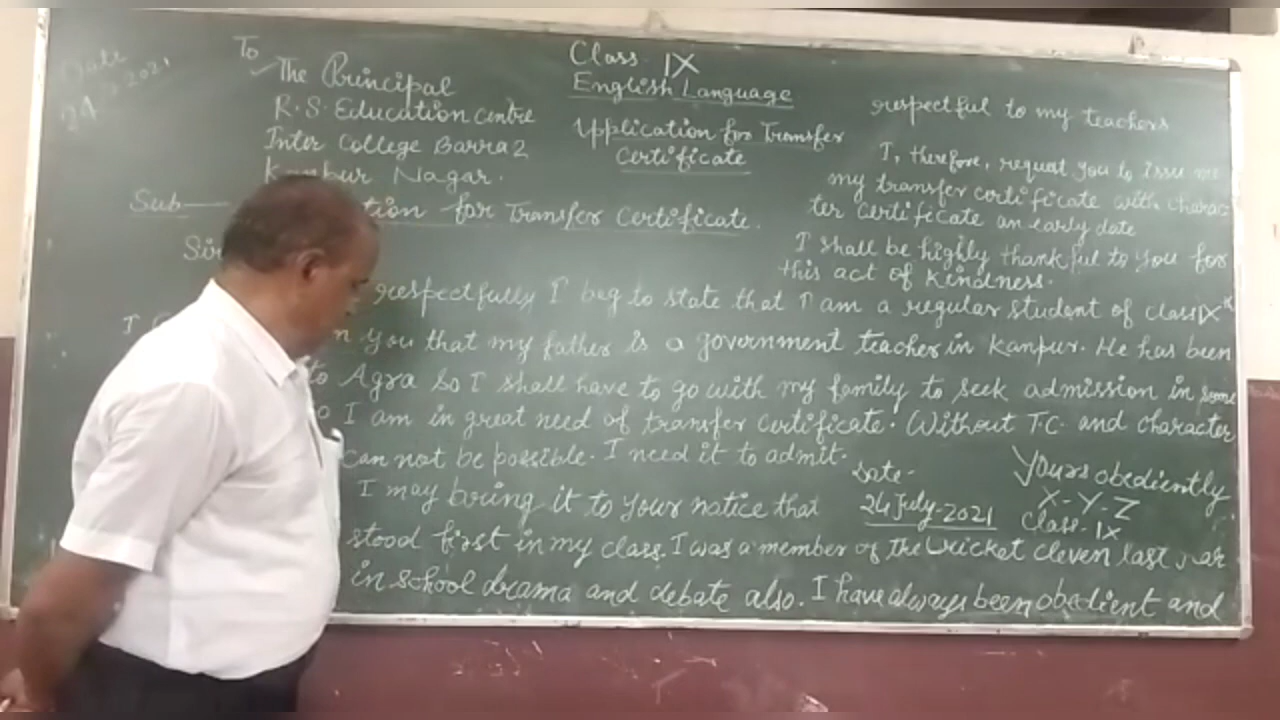 Date
24 2021
Class IX
English Language
Application for Transfer
Certificate
To
The Principal
R.S. Education centre
Inter College Barra 2
Kanpur Nagar.
Sub— tion for Transfer Certificate.
Sir
respectfully I beg to state that I am a regular student of class IX
I n you that my father is a government teacher in Kanpur. He has been
to Agra so I shall have to go with my family to seek admission in some
I am in great need of transfer certificate. Without T.C. and character
can not be possible. I need it to admit.
I may bring it to your notice that
stood first in my class. I was a member of the Cricket eleven last
in school drama and debate also. I have always been obedient and
respectful to my teachers
I, therefore, request you to Issu me
my transfer certificate with charac
ter certificate an early date
I shall be highly thankful to you for
this act of kindness.
Date-
24 July-2021
Yours obediently
X-Y-Z
Class-IX